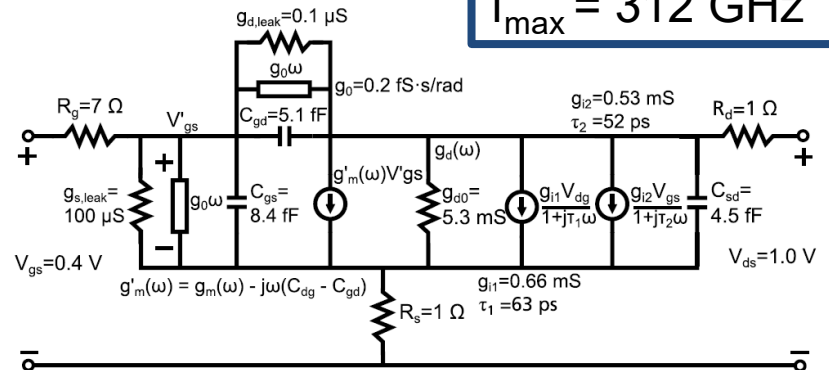 f_max = 312 GHz
g_d,leak=0.1 µS
g₀ω
g₀=0.2 fS·s/rad
R_g=7 Ω
V'_gs
C_gd=5.1 fF
g_i2=0.53 mS
τ₂ =52 ps
R_d=1 Ω
+
+
+
g_d(ω)
g'_m(ω)V'gs
g_s,leak=
100 µS
g₀ω
C_gs=
8.4 fF
g_d0=
5.3 mS
g_i1V_dg
1+jτ₁ω
g_i2V_gs
1+jτ₂ω
C_sd=
4.5 fF
−
V_gs=0.4 V
V_ds=1.0 V
g'_m(ω) = g_m(ω) - jω(C_dg - C_gd)
g_i1=0.66 mS
τ₁ =63 ps
R_s=1 Ω
−
−